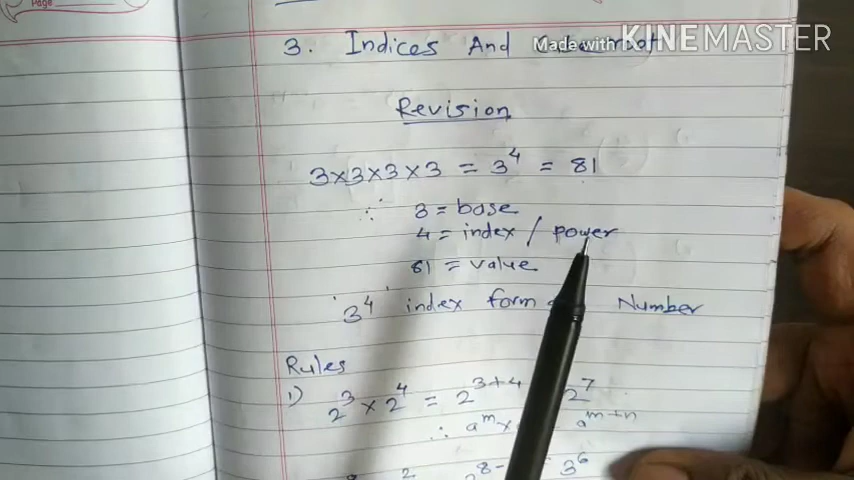 Page
3. Indices And
Made with KINEMASTER
Revision
3×3×3×3 = 3⁴ = 81
∴ 3 = base
4 = index / power
81 = value
'3⁴' index form Number
Rules
1) 2³ × 2⁴ = 2³⁺⁴ 2⁷
∴ aᵐ× aᵐ⁺ⁿ
3⁶